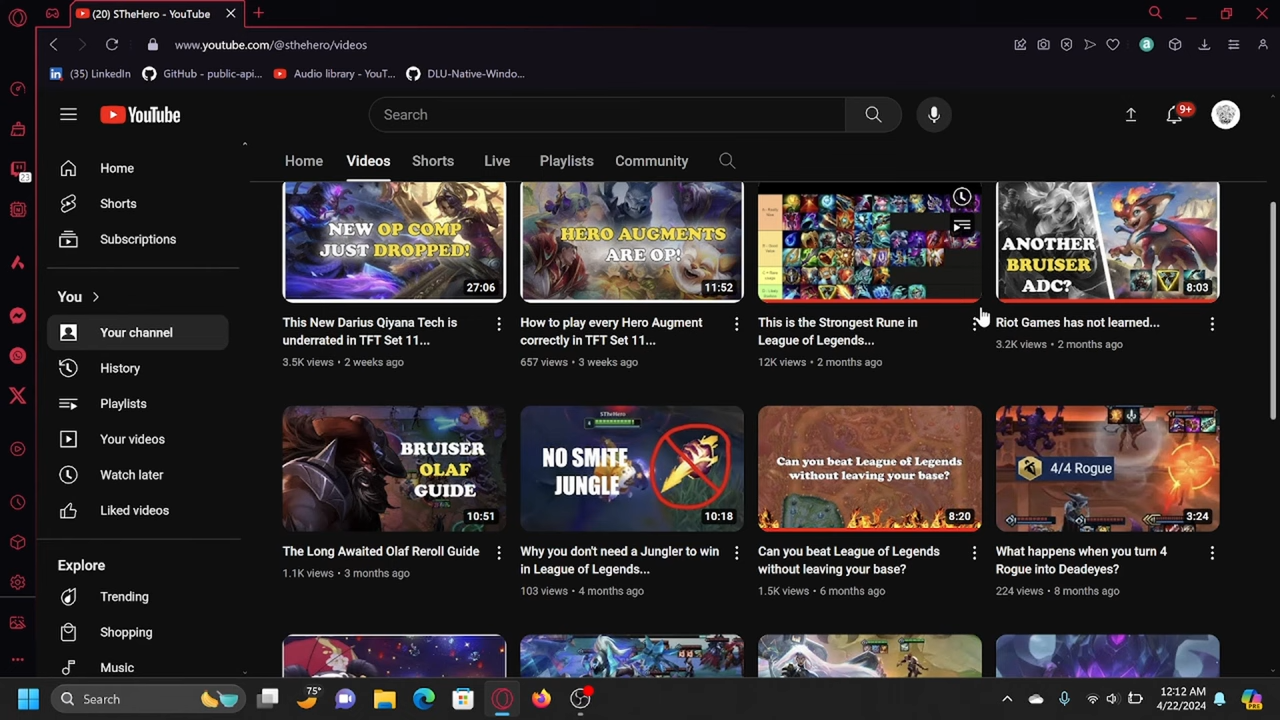 (20) STheHero - YouTube
www.youtube.com/@sthehero/videos
(35) LinkedIn
GitHub - public-api...
Audio library - YouT...
DLU-Native-Windo...
YouTube
Search
9+
Home
Videos
Shorts
Live
Playlists
Community
Home
Shorts
Subscriptions
You
Your channel
History
Playlists
Your videos
Watch later
Liked videos
Explore
Trending
Shopping
Music
NEW OP COMP
JUST DROPPED!
27:06
This New Darius Qiyana Tech is
underrated in TFT Set 11...
3.5K views • 2 weeks ago
HERO AUGMENTS
ARE OP!
11:52
How to play every Hero Augment
correctly in TFT Set 11...
657 views • 3 weeks ago
This is the Strongest Rune in
League of Legends...
12K views • 2 months ago
ANOTHER
BRUISER
ADC?
8:03
Riot Games has not learned...
3.2K views • 2 months ago
BRUISER
OLAF
GUIDE
10:51
The Long Awaited Olaf Reroll Guide
1.1K views • 3 months ago
STheHero
NO SMITE
JUNGLE
10:18
Why you don't need a Jungler to win
in League of Legends...
103 views • 4 months ago
Can you beat League of Legends
without leaving your base?
8:20
Can you beat League of Legends
without leaving your base?
1.5K views • 6 months ago
4/4 Rogue
3:24
What happens when you turn 4
Rogue into Deadeyes?
224 views • 8 months ago
23
75°
Search
12:12 AM
4/22/2024
PRE